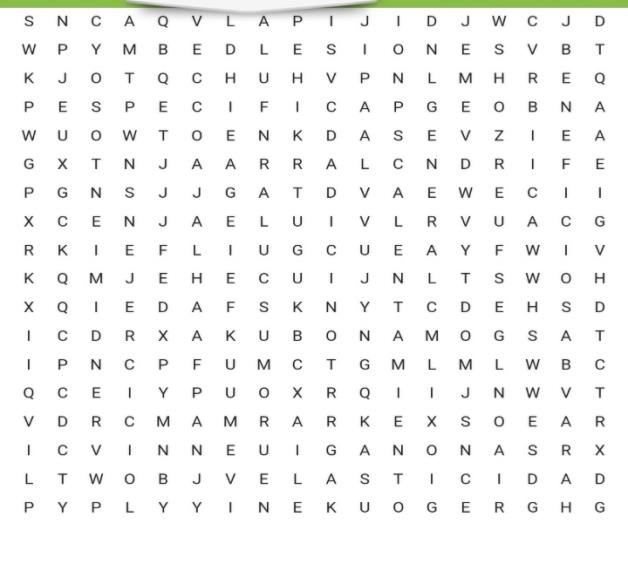 S N C A Q V L A P I J I D J W C J D
W P Y M B E D L E S I O N E S V B T
K J O T Q C H U H V P N L M H R E Q
P E S P E C I F I C A P G E O B N A
W U O W T O E N K D A S E V Z I E A
G X T N J A A R R A L C N D R I F E
P G N S J J G A T D V A E W E C I I
X C E N J A E L U I V L R V U A C G
R K I E F L I U G C U E A Y F W I V
K Q M J E H E C U I J N L T S W O H
X Q I E D A F S K N Y T C D E H S D
I C D R X A K U B O N A M O G S A T
I P N C P F U M C T G M L M L W B C
Q C E I Y P U O X R Q I I J N W V T
V D R C M A M R A R K E X S O E A R
I C V I N N E U I G A N O N A S R X
L T W O B J V E L A S T I C I D A D
P Y P L Y Y I N E K U O G E R G H G